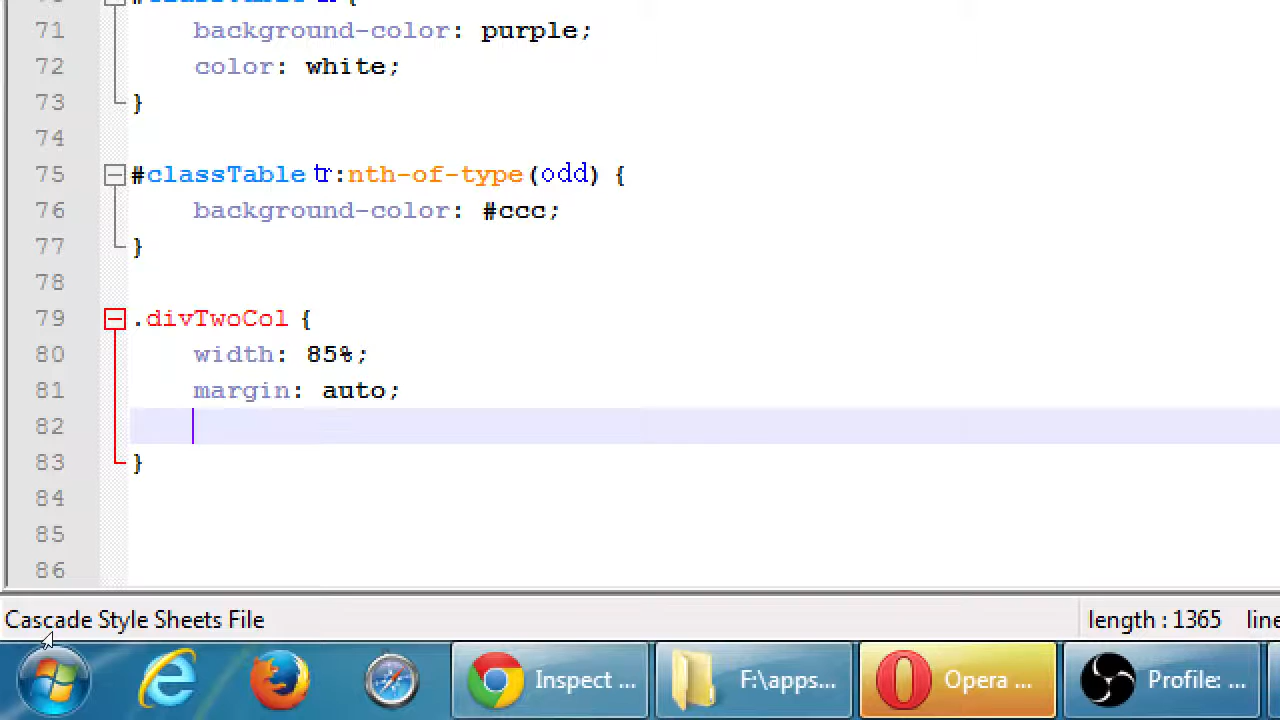 71 background-color: purple;
72 color: white;
73 }
74
75 #classTable tr:nth-of-type(odd) {
76 background-color: #ccc;
77 }
78
79 .divTwoCol {
80 width: 85%;
81 margin: auto;
82
83 }
84
85
86
Cascade Style Sheets File length : 1365 line
Inspect ... F:\apps... Opera ... Profile: ...